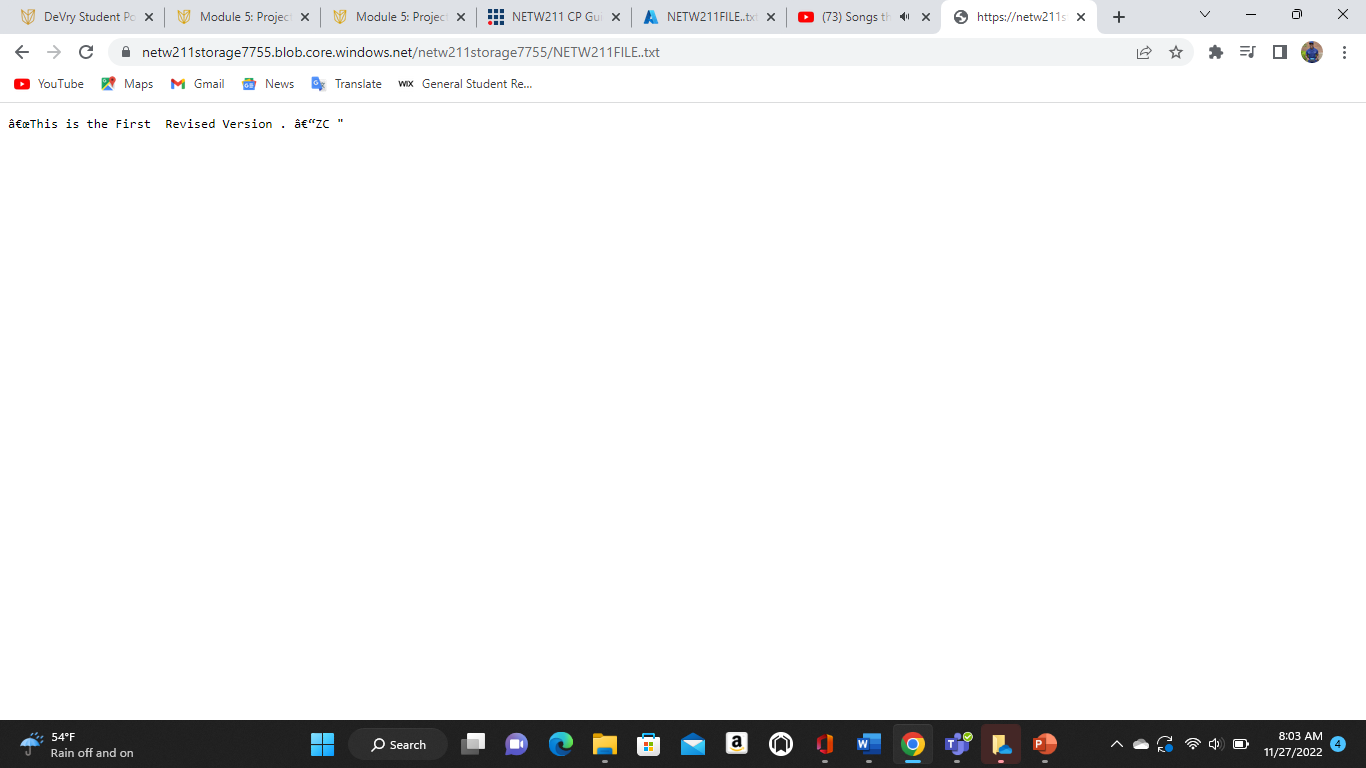 DeVry Student Po
Module 5: Project
Module 5: Project
NETW211 CP Gui
NETW211FILE..txt
(73) Songs th
https://netw211s
netw211storage7755.blob.core.windows.net/netw211storage7755/NETW211FILE..txt
YouTube
Maps
Gmail
News
Translate
WiX
General Student Re...
â€œThis is the First  Revised Version . â€“ZC "
54°F
Rain off and on
Search
8:03 AM
11/27/2022
4